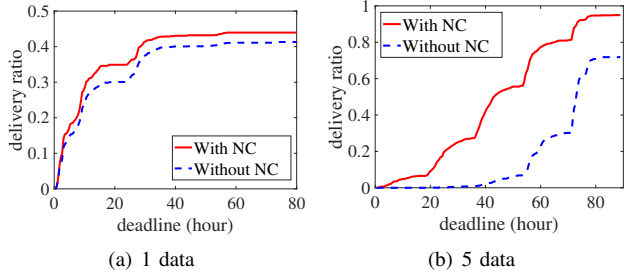 0.5
0.4
0.3
0.2
0.1
0
delivery ratio
With NC
Without NC
0 20 40 60 80
deadline (hour)
(a) 1 data
1
0.8
0.6
0.4
0.2
0
delivery ratio
With NC
Without NC
0 20 40 60 80
deadline (hour)
(b) 5 data